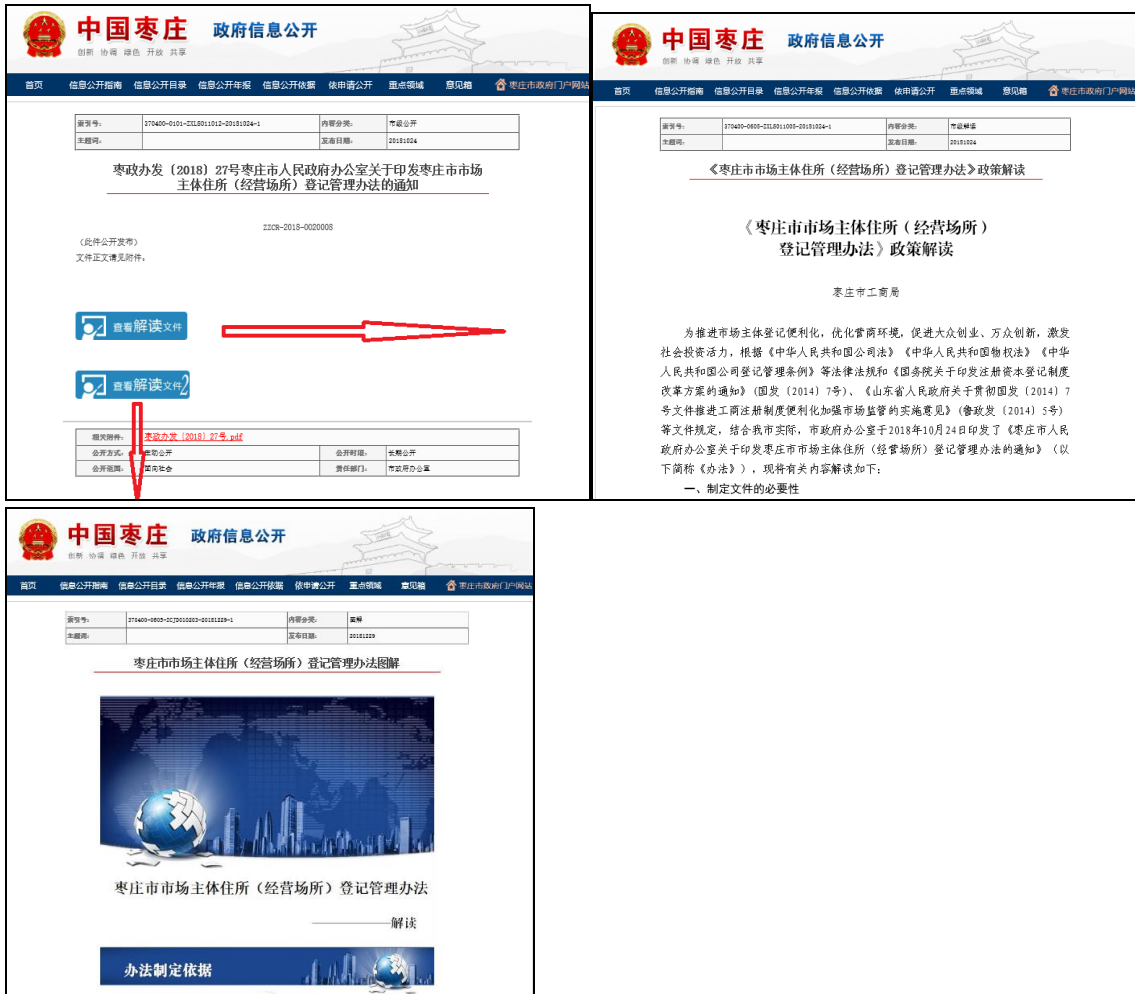 中国枣庄
政府信息公开
创新 协调 绿色 开放 共享
首页 信息公开指南 信息公开目录 信息公开年报 信息公开依据 依申请公开 重点领域 意见箱 枣庄市政府门户网站
索引号: 370400-0101-ZXLS011012-20181024-1 内容分类: 市级公开
主题词: 发布日期: 20181024
枣政办发〔2018〕27号枣庄市人民政府办公室关于印发枣庄市市场
主体住所（经营场所）登记管理办法的通知
ZZCR-2018-0020008
（此件公开发布）
文件正文请见附件。
查看解读文件
查看解读文件2
相关附件: 枣政办发〔2018〕27号.pdf
公开方式: 主动公开 公开时限: 长期公开
公开范围: 面向社会 责任部门: 市政府办公室
中国枣庄
政府信息公开
创新 协调 绿色 开放 共享
首页 信息公开指南 信息公开目录 信息公开年报 信息公开依据 依申请公开 重点领域 意见箱 枣庄市政府门户网站
索引号: 370400-0605-ZXLS011008-20181024-1 内容分类: 市级解读
主题词: 发布日期: 20181024
《枣庄市市场主体住所（经营场所）登记管理办法》政策解读
《枣庄市市场主体住所（经营场所）
登记管理办法》政策解读
枣庄市工商局
为推进市场主体登记便利化，优化营商环境，促进大众创业、万众创新，激发
社会投资活力，根据《中华人民共和国公司法》《中华人民共和国物权法》《中华
人民共和国公司登记管理条例》等法律法规和《国务院关于印发注册资本登记制度
改革方案的通知》（国发〔2014〕7号）、《山东省人民政府关于贯彻国发〔2014〕7
号文件推进工商注册制度便利化加强市场监管的实施意见》（鲁政发〔2014〕5号）
等文件规定，结合我市实际，市政府办公室于2018年10月24日印发了《枣庄市人民
政府办公室关于印发枣庄市市场主体住所（经营场所）登记管理办法的通知》（以
下简称《办法》），现将有关内容解读如下：
一、制定文件的必要性
中国枣庄
政府信息公开
创新 协调 绿色 开放 共享
首页 信息公开指南 信息公开目录 信息公开年报 信息公开依据 依申请公开 重点领域 意见箱 枣庄市政府门户网站
索引号: 370400-0605-ZCJD010203-20181229-1 内容分类: 图解
主题词: 发布日期: 20181229
枣庄市市场主体住所（经营场所）登记管理办法图解
枣庄市市场主体住所（经营场所）登记管理办法
————————解读
办法制定依据